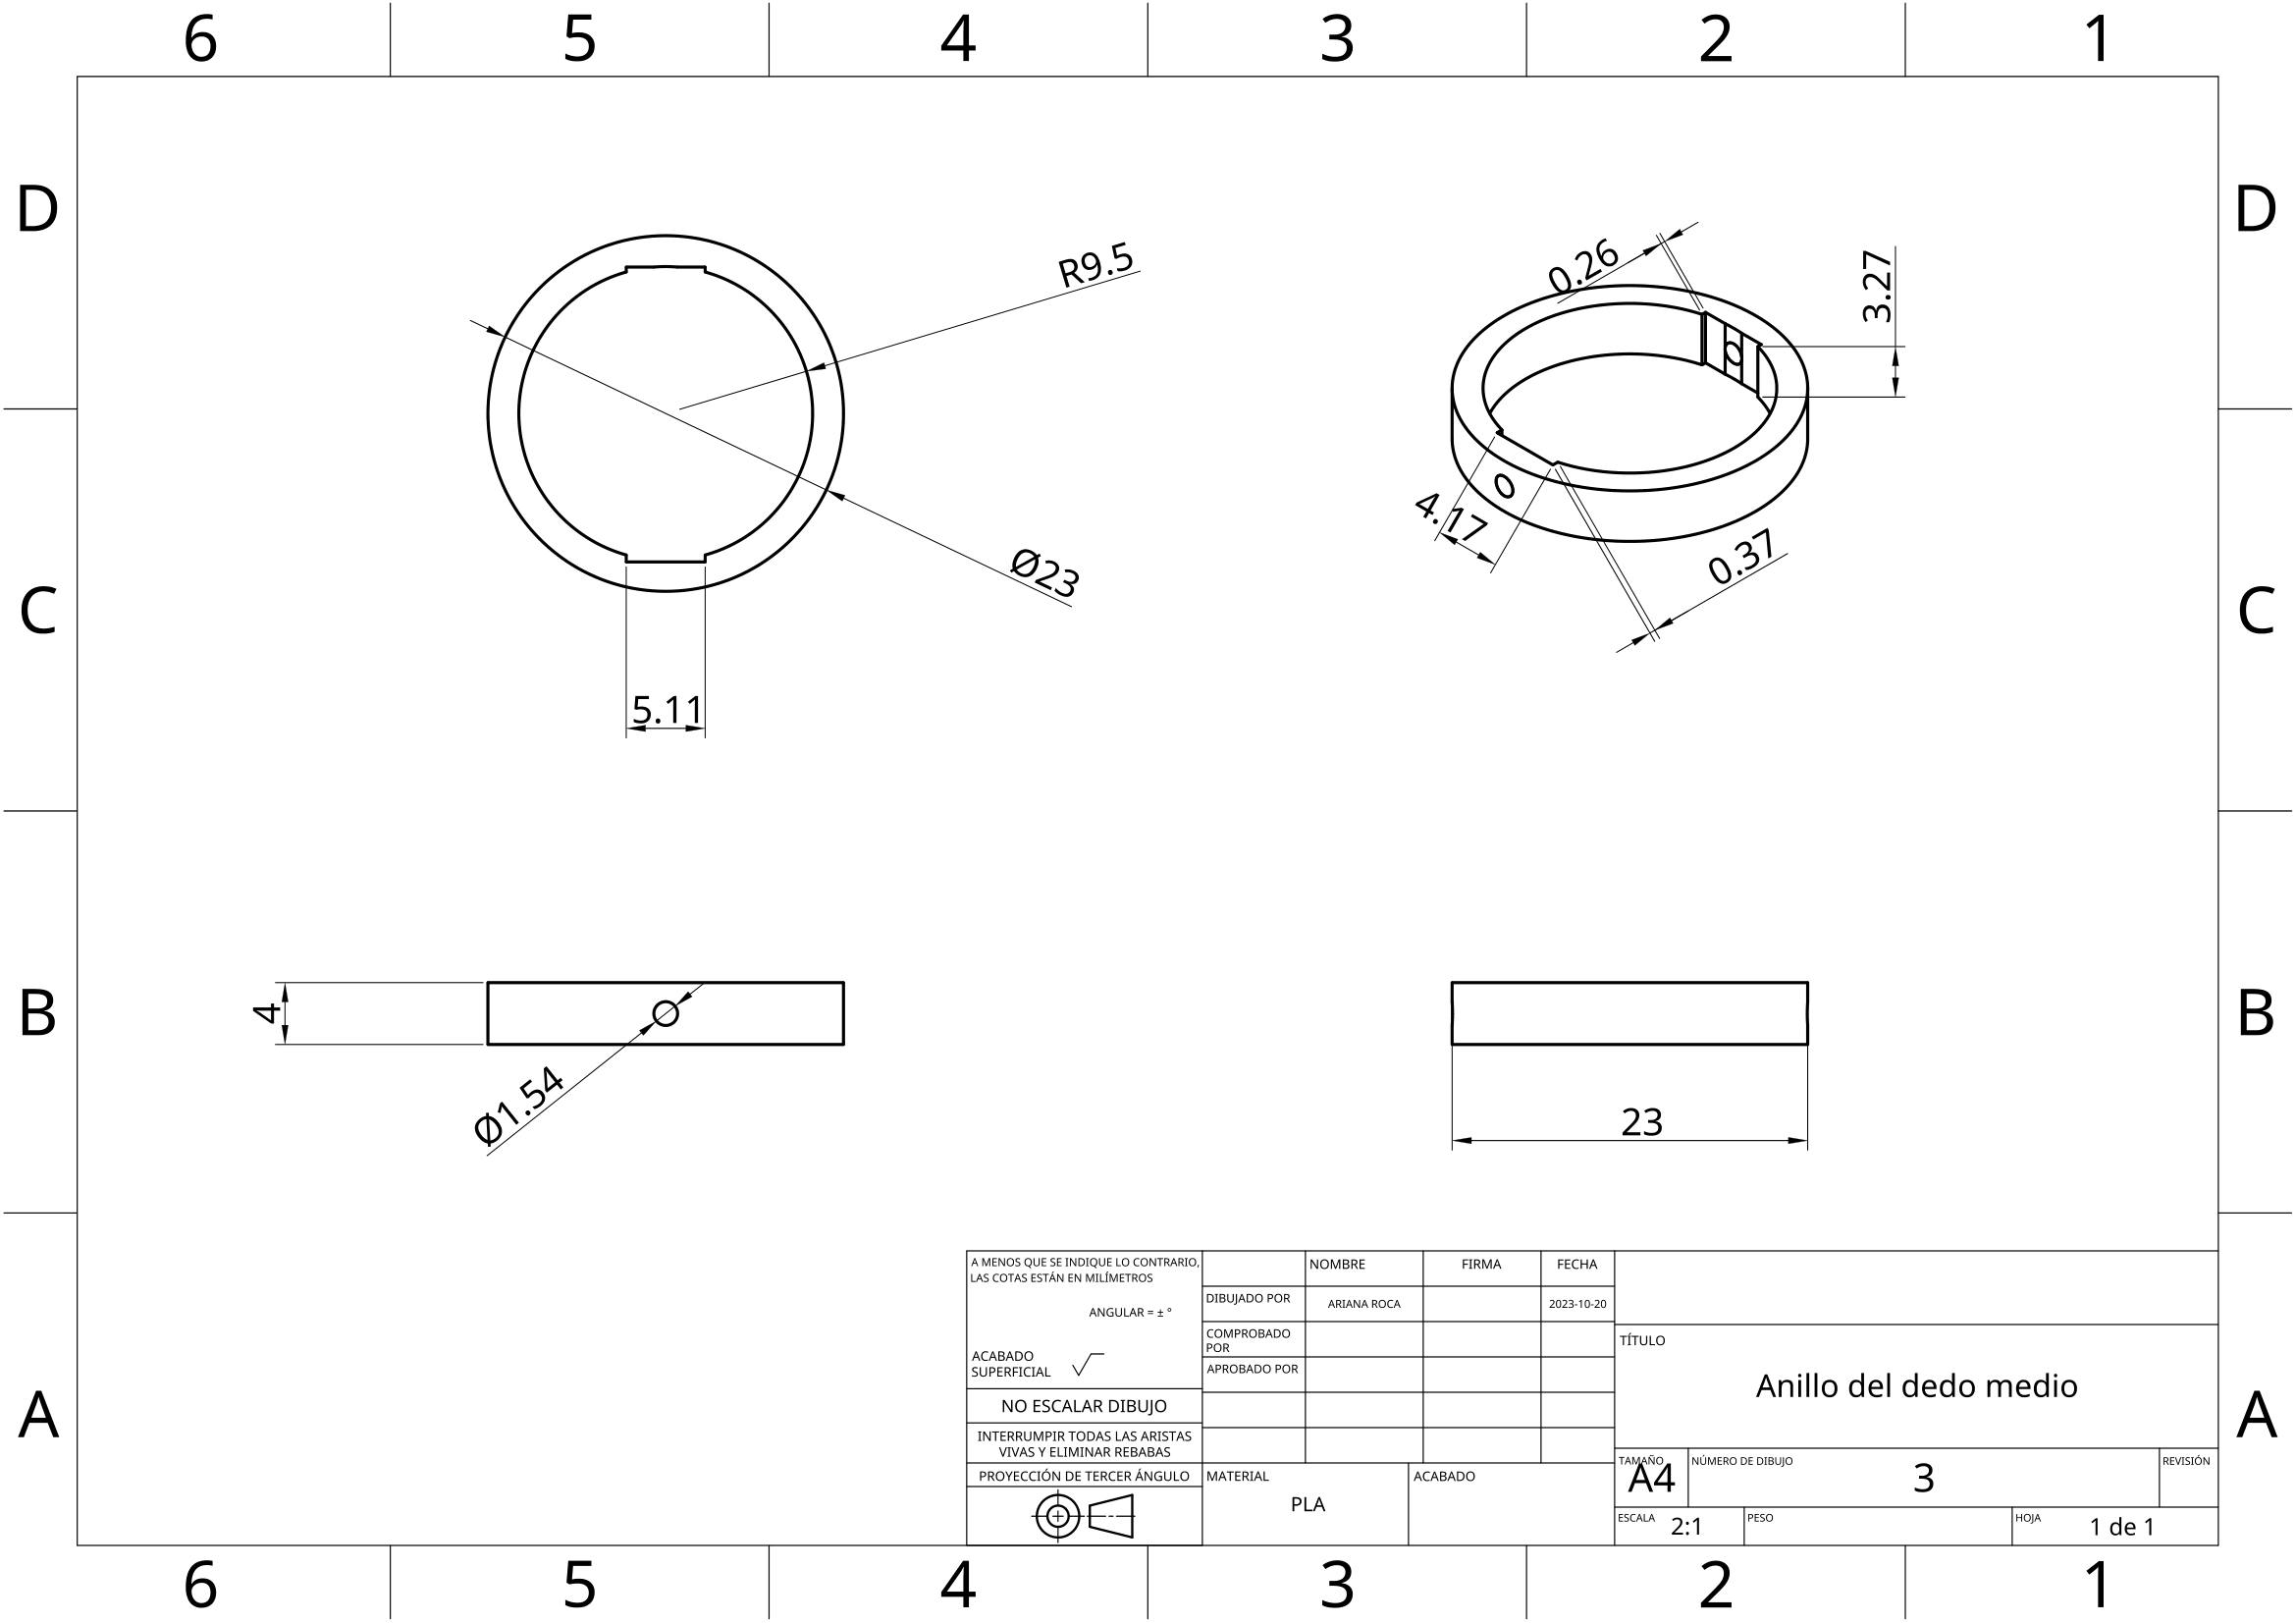 6 5 4 3 2 1
D D
R9.5
0.26
3.27
4.17
0.37
Ø23
C C
5.11
B B
4
Ø1.54
23
A MENOS QUE SE INDIQUE LO CONTRARIO,
LAS COTAS ESTÁN EN MILÍMETROS
ANGULAR = ± °
ACABADO
SUPERFICIAL
NO ESCALAR DIBUJO
INTERRUMPIR TODAS LAS ARISTAS
VIVAS Y ELIMINAR REBABAS
PROYECCIÓN DE TERCER ÁNGULO
NOMBRE FIRMA FECHA
DIBUJADO POR ARIANA ROCA 2023-10-20
COMPROBADO
POR
APROBADO POR
MATERIAL
PLA
ACABADO
TÍTULO
Anillo del dedo medio
TAMAÑO
A4
NÚMERO DE DIBUJO
3
REVISIÓN
ESCALA 2:1
PESO
HOJA 1 de 1
A A
6 5 4 3 2 1